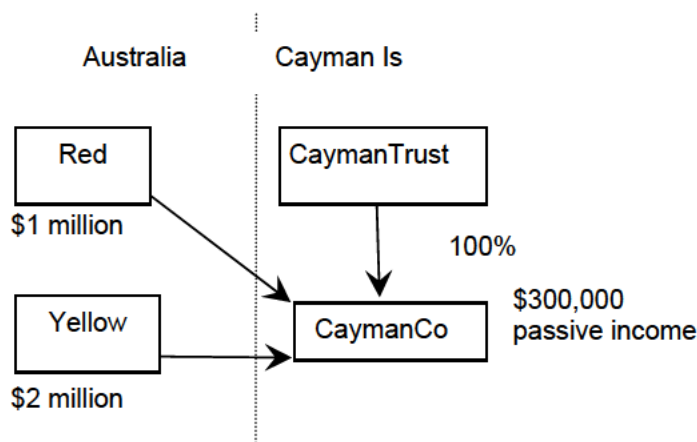 Australia
Cayman Is
Red
CaymanTrust
$1 million
100%
$300,000
passive income
Yellow
CaymanCo
$2 million